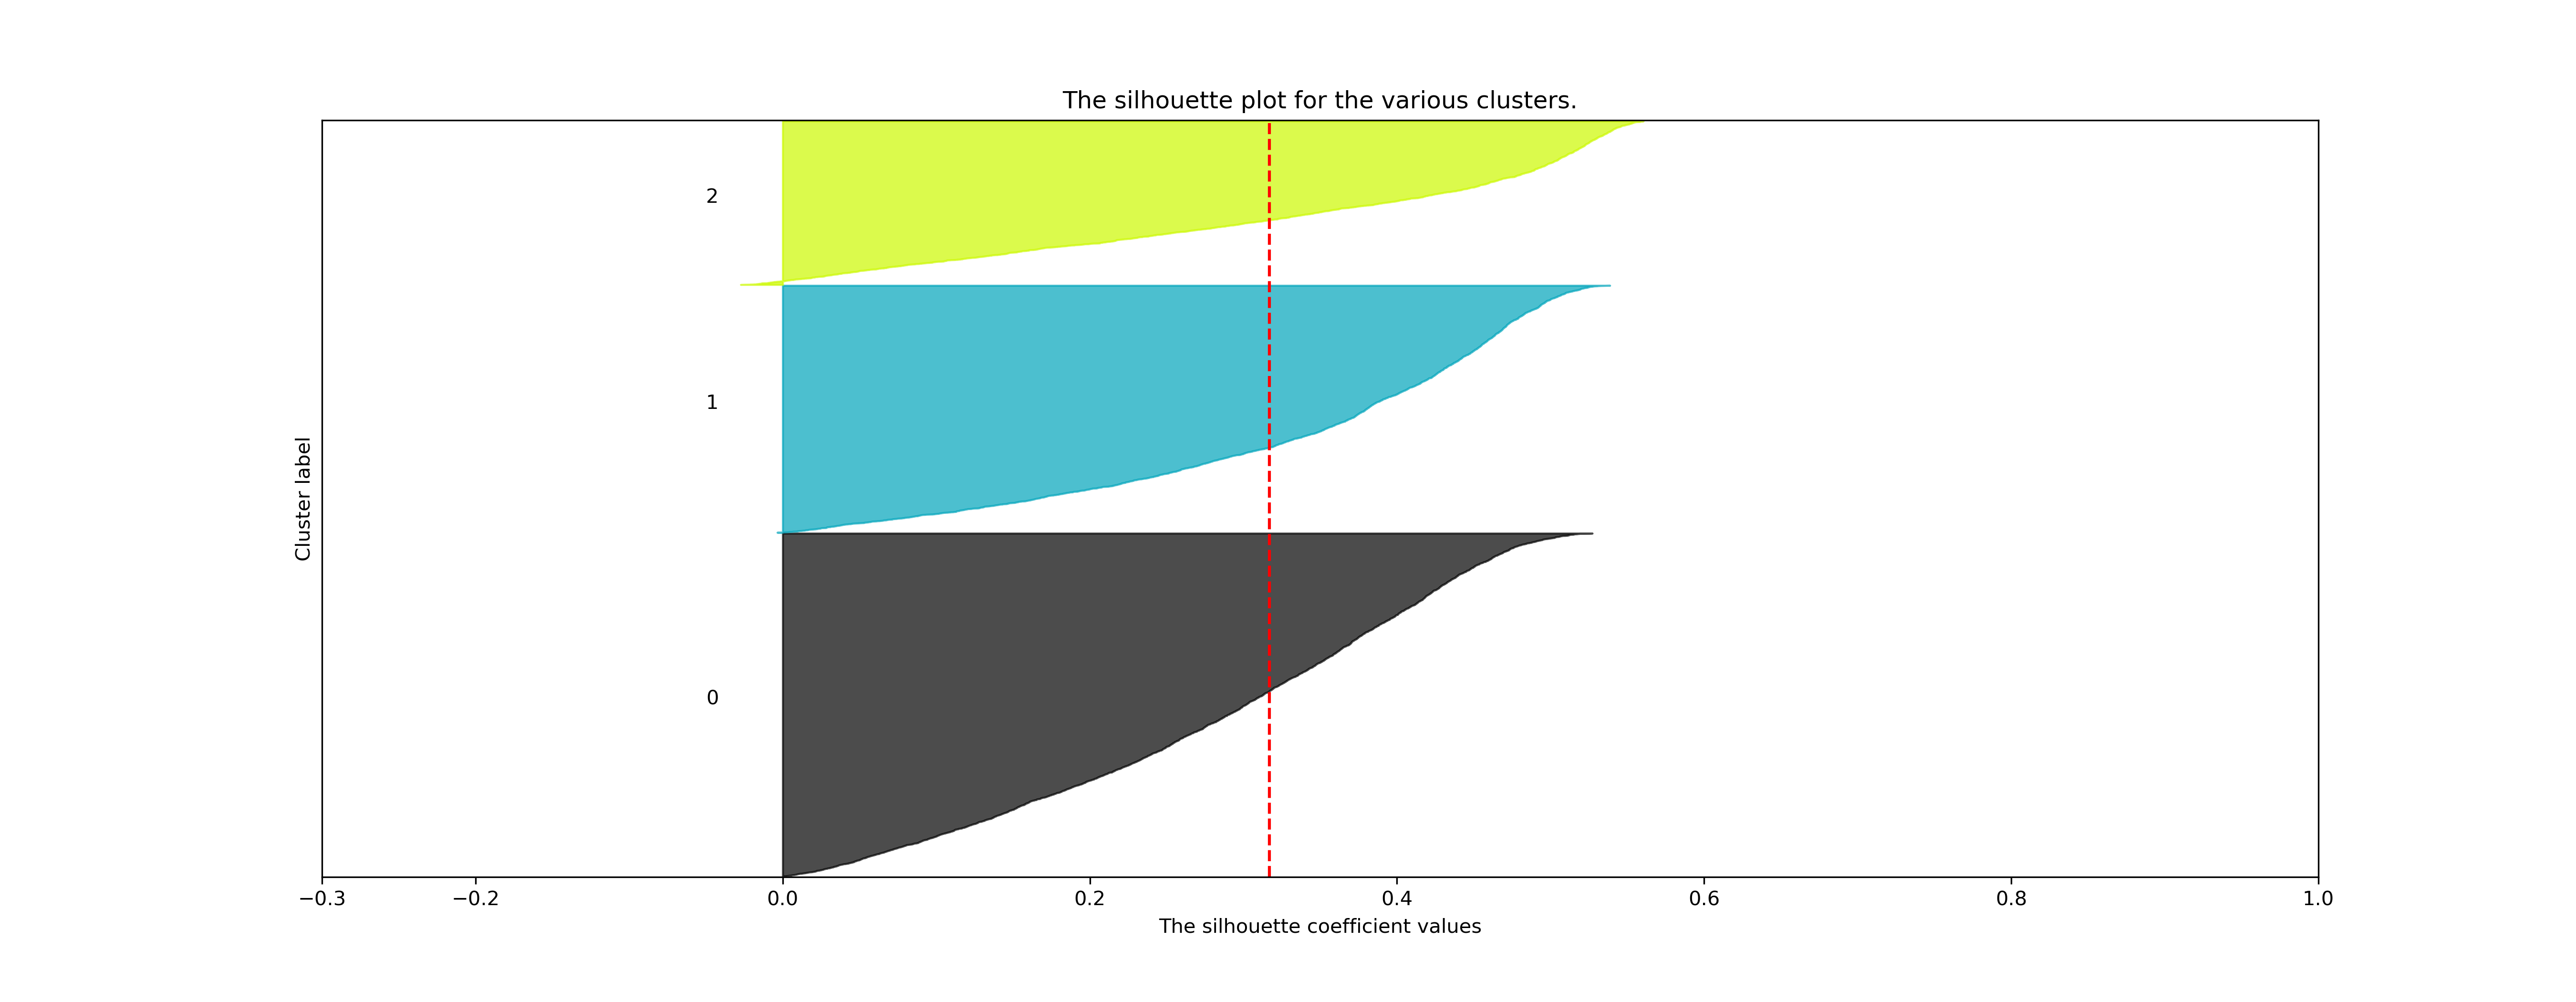 The silhouette plot for the various clusters.
2
1
0
Cluster label
−0.3 −0.2 0.0 0.2 0.4 0.6 0.8 1.0
The silhouette coefficient values